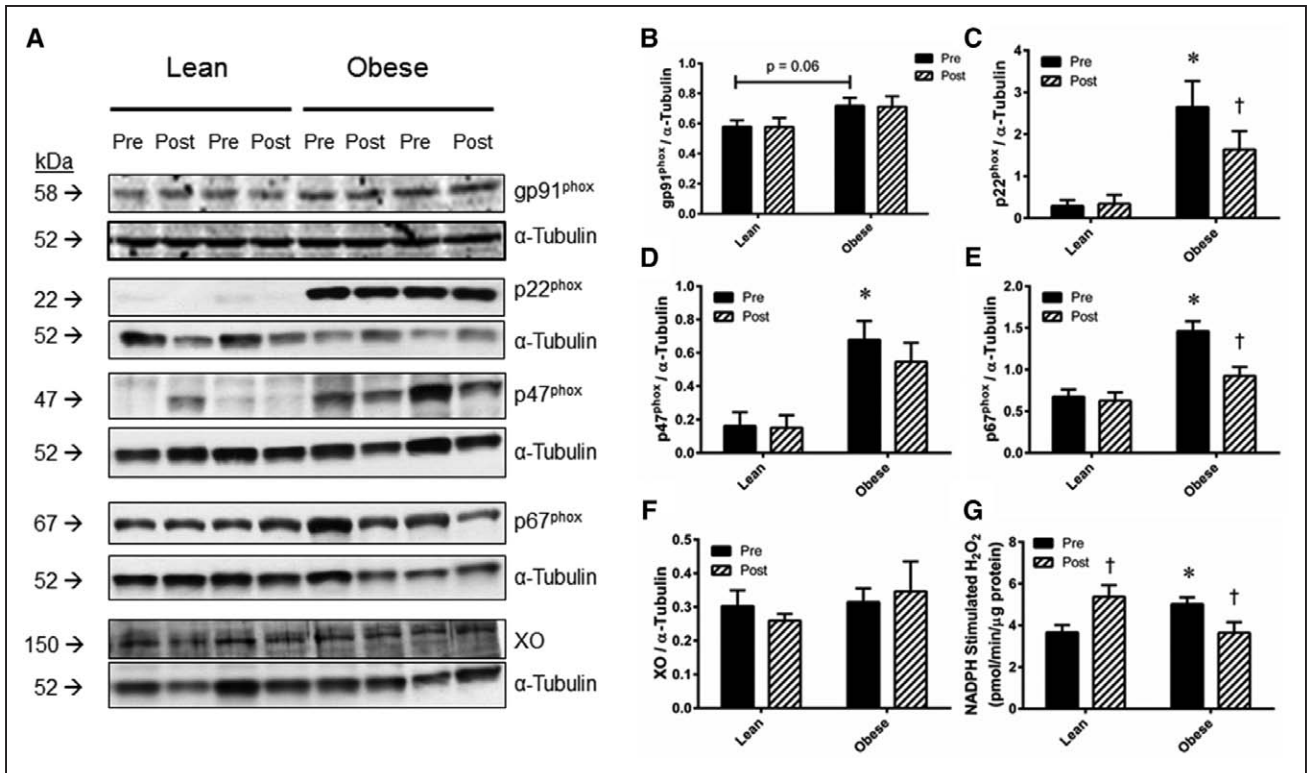 A
Lean Obese
Pre Post Pre Post Pre Post Pre Post
kDa
58 → gp91phox
52 → α-Tubulin
22 → p22phox
52 → α-Tubulin
47 → p47phox
52 → α-Tubulin
67 → p67phox
52 → α-Tubulin
150 → XO
52 → α-Tubulin
B
gp91phox / α-Tubulin
1.0
0.8
0.6
0.4
0.2
0.0
p = 0.06
Pre
Post
Lean Obese
C
p22phox / α-Tubulin
4
3
2
1
0
Pre
Post
*
†
Lean Obese
D
p47phox / α-Tubulin
1.0
0.8
0.6
0.4
0.2
0.0
Pre
Post
*
Lean Obese
E
p67phox / α-Tubulin
2.0
1.5
1.0
0.5
0.0
Pre
Post
*
†
Lean Obese
F
XO / α-Tubulin
0.5
0.4
0.3
0.2
0.1
0.0
Pre
Post
Lean Obese
G
NADPH Stimulated H₂O₂
(pmol/min/µg protein)
8
6
4
2
0
Pre
Post
†
*
†
Lean Obese